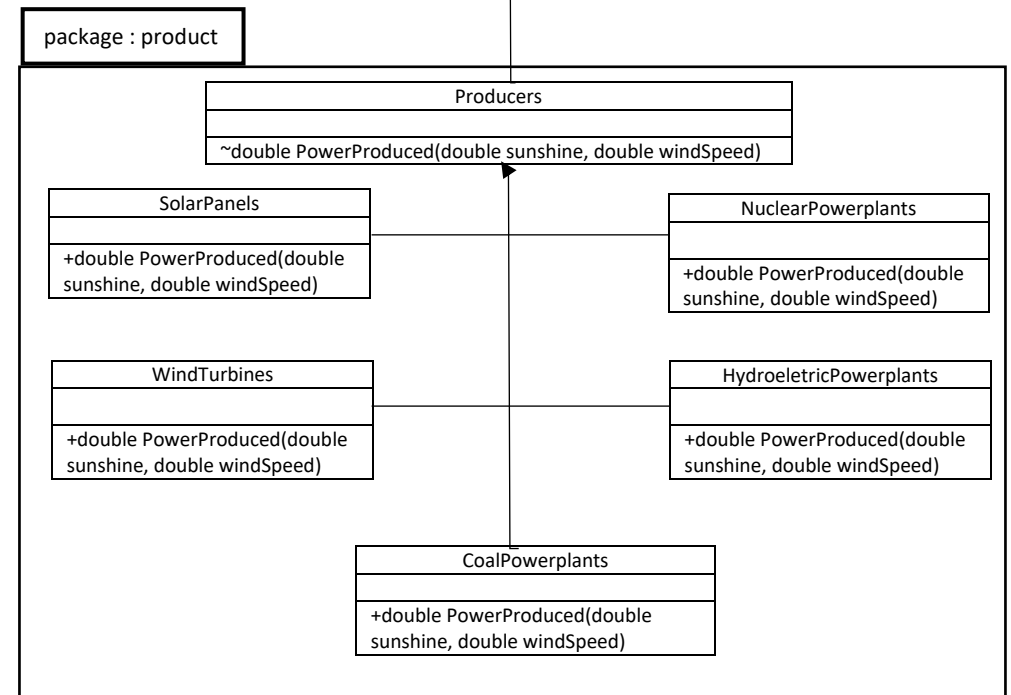 package : product
Producers
~double PowerProduced(double sunshine, double windSpeed)
SolarPanels
+double PowerProduced(double
sunshine, double windSpeed)
NuclearPowerplants
+double PowerProduced(double
sunshine, double windSpeed)
WindTurbines
+double PowerProduced(double
sunshine, double windSpeed)
HydroeletricPowerplants
+double PowerProduced(double
sunshine, double windSpeed)
CoalPowerplants
+double PowerProduced(double
sunshine, double windSpeed)